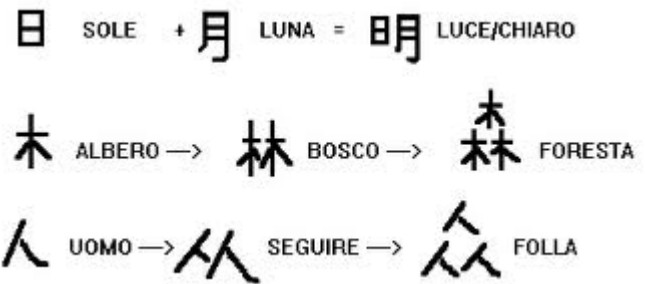 日 SOLE + 月 LUNA = 明 LUCE/CHIARO
木 ALBERO —> 林 BOSCO —> 森 FORESTA
人 UOMO —> 从 SEGUIRE —> 众 FOLLA